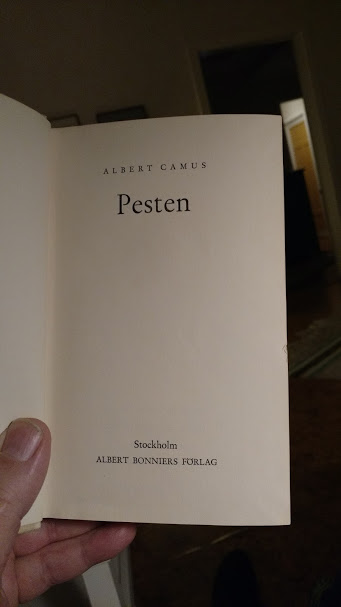 ALBERT CAMUS
Pesten
Stockholm
ALBERT BONNIERS FÖRLAG